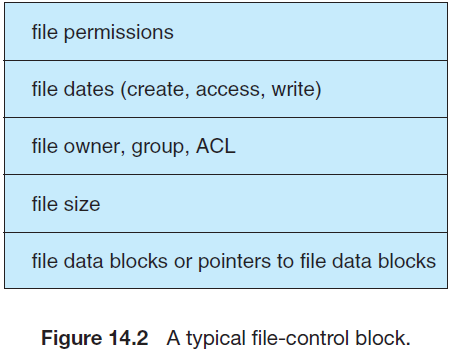 file permissions
file dates (create, access, write)
file owner, group, ACL
file size
file data blocks or pointers to file data blocks
Figure 14.2 A typical file-control block.